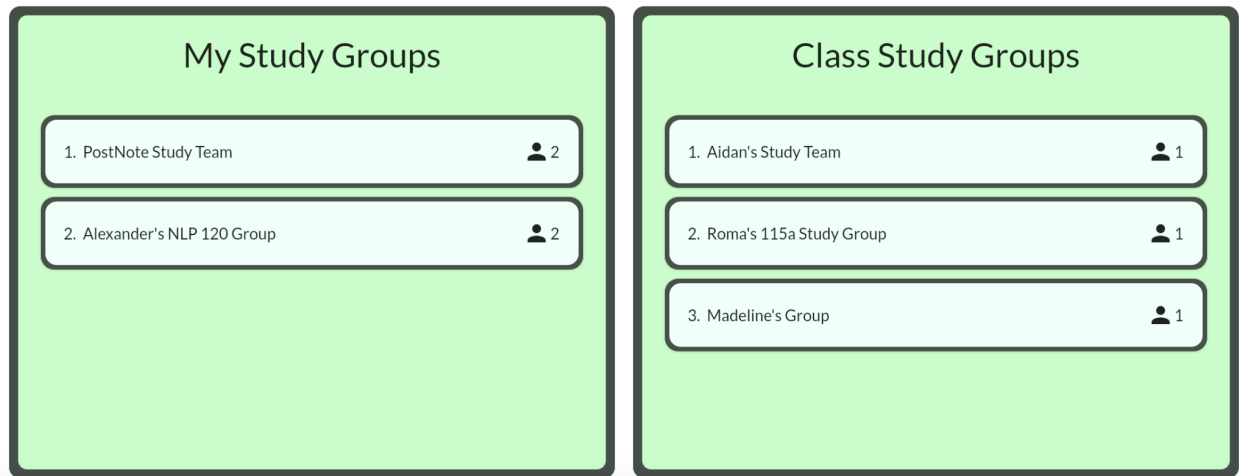 My Study Groups
1. PostNote Study Team 2
2. Alexander's NLP 120 Group 2
Class Study Groups
1. Aidan's Study Team 1
2. Roma's 115a Study Group 1
3. Madeline's Group 1